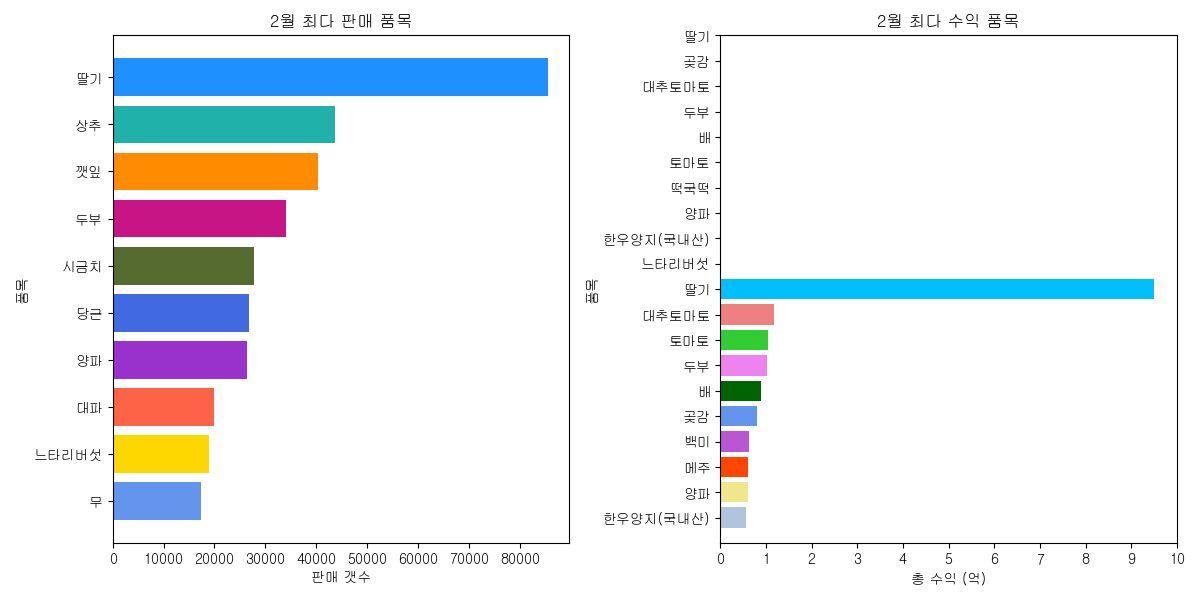 2월 최다 판매 품목
품목
딸기
상추
깻잎
두부
시금치
당근
양파
대파
느타리버섯
무
0 10000 20000 30000 40000 50000 60000 70000 80000
판매 갯수
2월 최다 수익 품목
품목
딸기
곶감
대추토마토
두부
배
토마토
떡국떡
양파
한우양지(국내산)
느타리버섯
딸기
대추토마토
토마토
두부
배
곶감
백미
메주
양파
한우양지(국내산)
0 1 2 3 4 5 6 7 8 9 10
총 수익 (억)